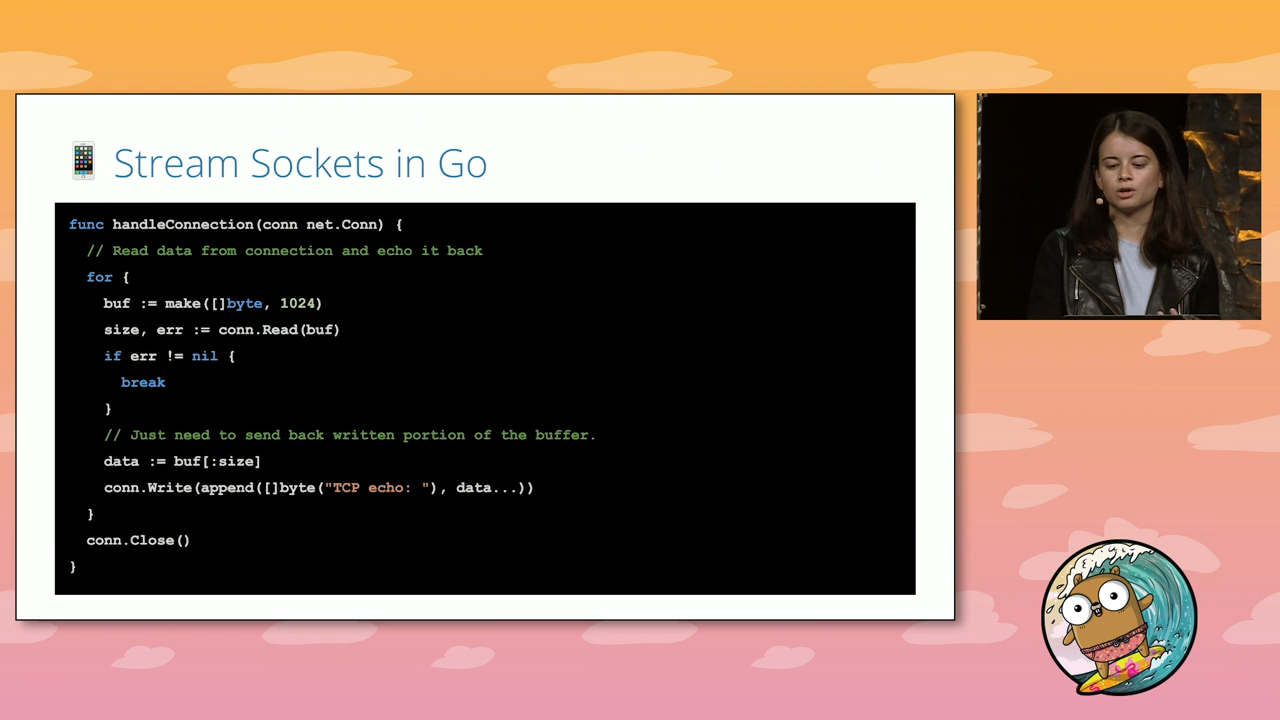 Stream Sockets in Go
func handleConnection(conn net.Conn) {
  // Read data from connection and echo it back
  for {
    buf := make([]byte, 1024)
    size, err := conn.Read(buf)
    if err != nil {
      break
    }
    // Just need to send back written portion of the buffer.
    data := buf[:size]
    conn.Write(append([]byte("TCP echo: "), data...))
  }
  conn.Close()
}